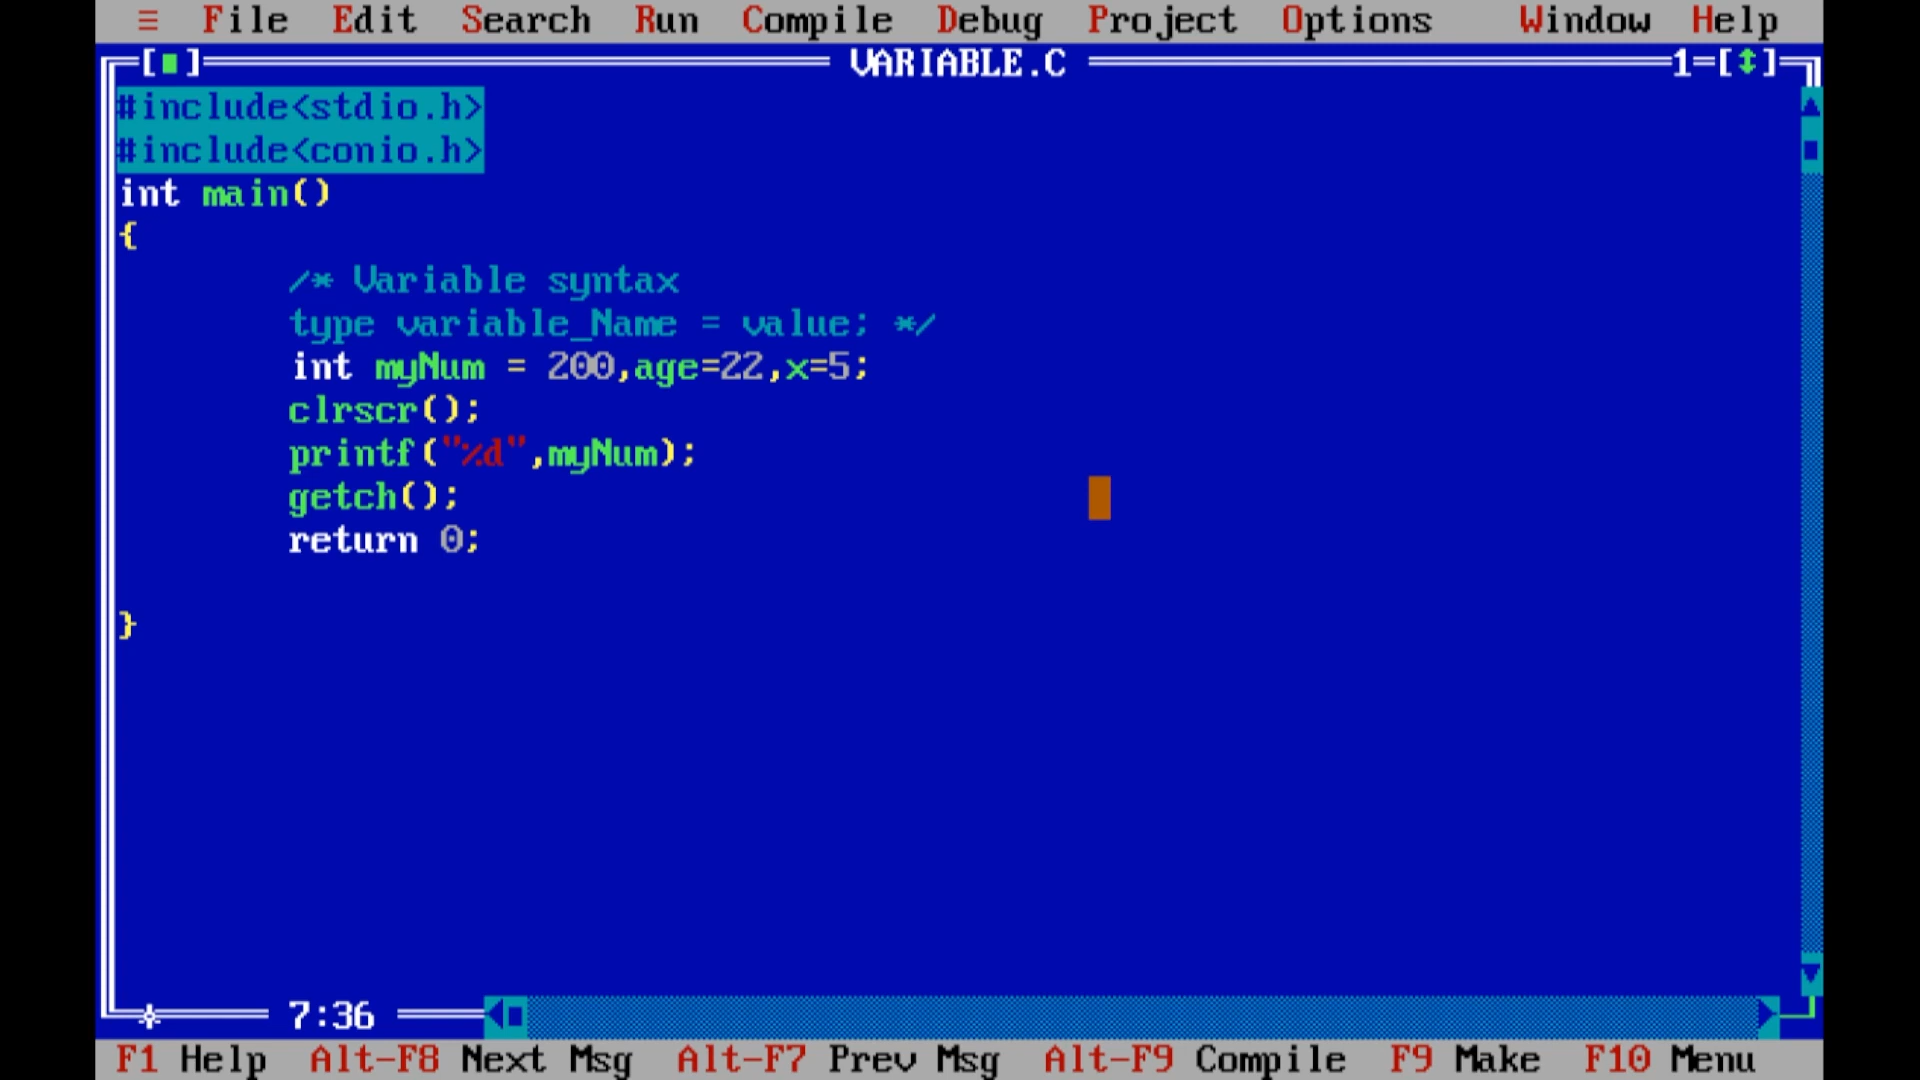 ≡ File Edit Search Run Compile Debug Project Options Window Help
[■] VARIABLE.C 1=[↕]
#include<stdio.h>
#include<conio.h>
int main()
{
/* Variable syntax
type variable_Name = value; */
int myNum = 200,age=22,x=5;
clrscr();
printf("%d",myNum);
getch();
return 0;
}
7:36
F1 Help Alt-F8 Next Msg Alt-F7 Prev Msg Alt-F9 Compile F9 Make F10 Menu